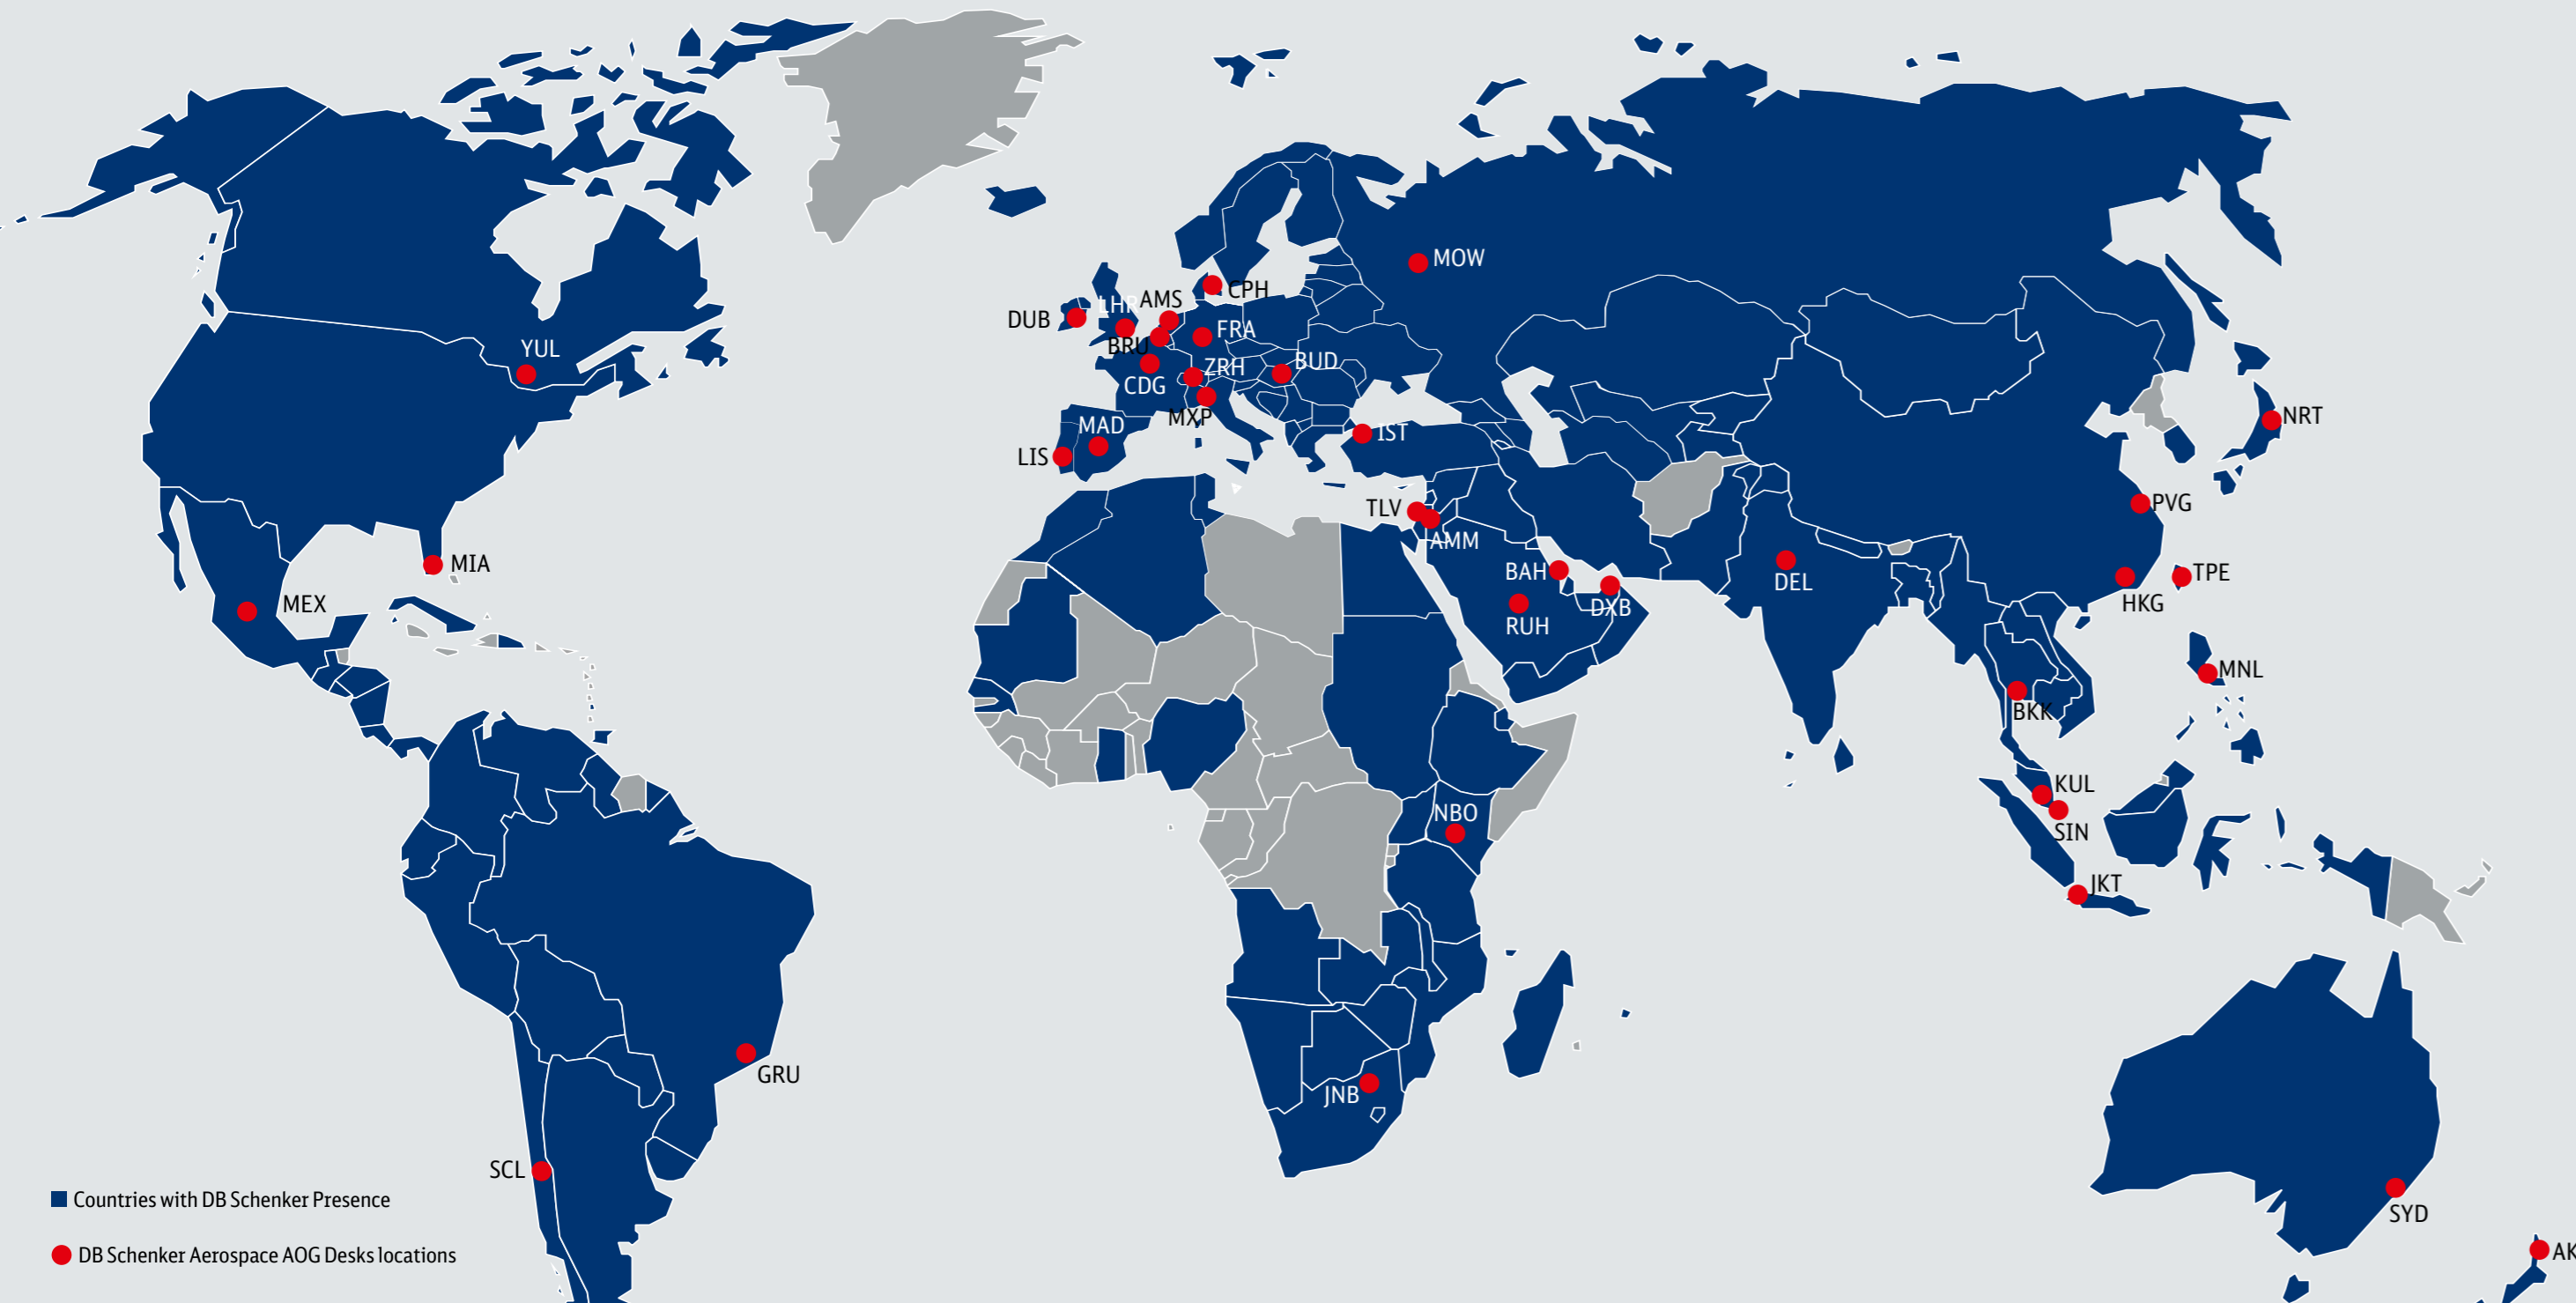 MOW
CPH
AMS
LHR
DUB
FRA
BRU
YUL
BUD
ZRH
CDG
MXP
NRT
MAD
IST
LIS
PVG
TLV
AMM
MIA
BAH
TPE
DEL
MEX
HKG
DXB
RUH
MNL
BKK
KUL
NBO
SIN
JKT
GRU
JNB
SCL
Countries with DB Schenker Presence
SYD
AK
DB Schenker Aerospace AOG Desks locations